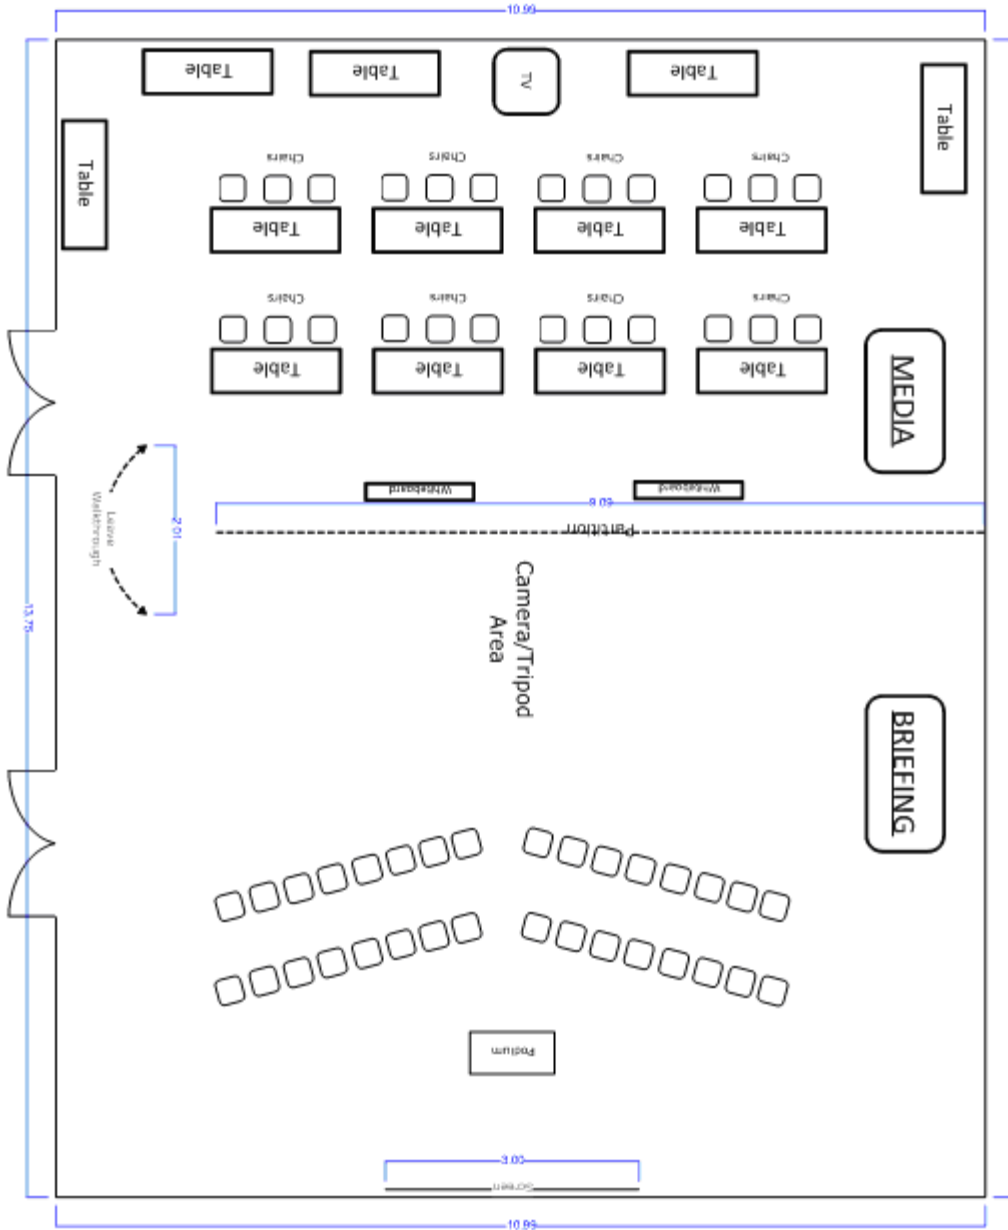 10.99
Table
Table
TV
Table
Table
Table
Chairs
Chairs
Chairs
Chairs
Table
Table
Table
Table
Chairs
Chairs
Chairs
Chairs
Table
Table
Table
Table
MEDIA
Whiteboard
Whiteboard
9.09
Partition
Leave
Walkthrough
2.01
13.75
Camera/Tripod
Area
BRIEFING
Podium
3.00
Screen
10.99